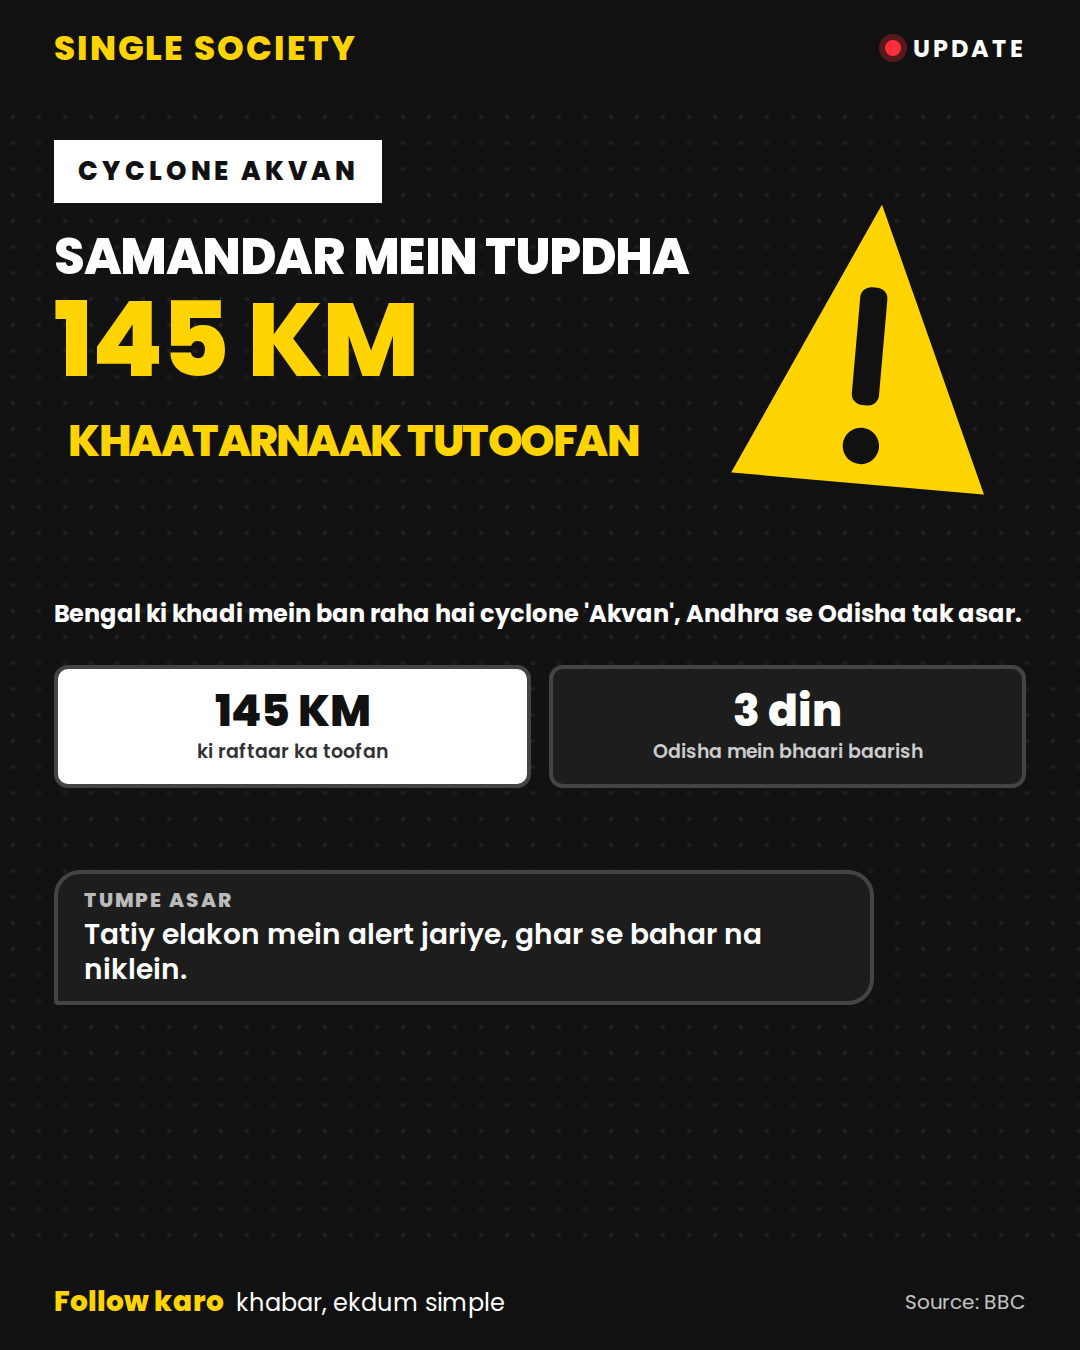 SINGLE SOCIETY
UPDATE
CYCLONE AKVAN
SAMANDAR MEIN TUPDHA
145 KM
KHAATARNAAK TUTOOFAN
Bengal ki khadi mein ban raha hai cyclone 'Akvan', Andhra se Odisha tak asar.
145 KM
ki raftaar ka toofan
3 din
Odisha mein bhaari baarish
TUMPE ASAR
Tatiy elakon mein alert jariye, ghar se bahar na
niklein.
Follow karo khabar, ekdum simple
Source: BBC